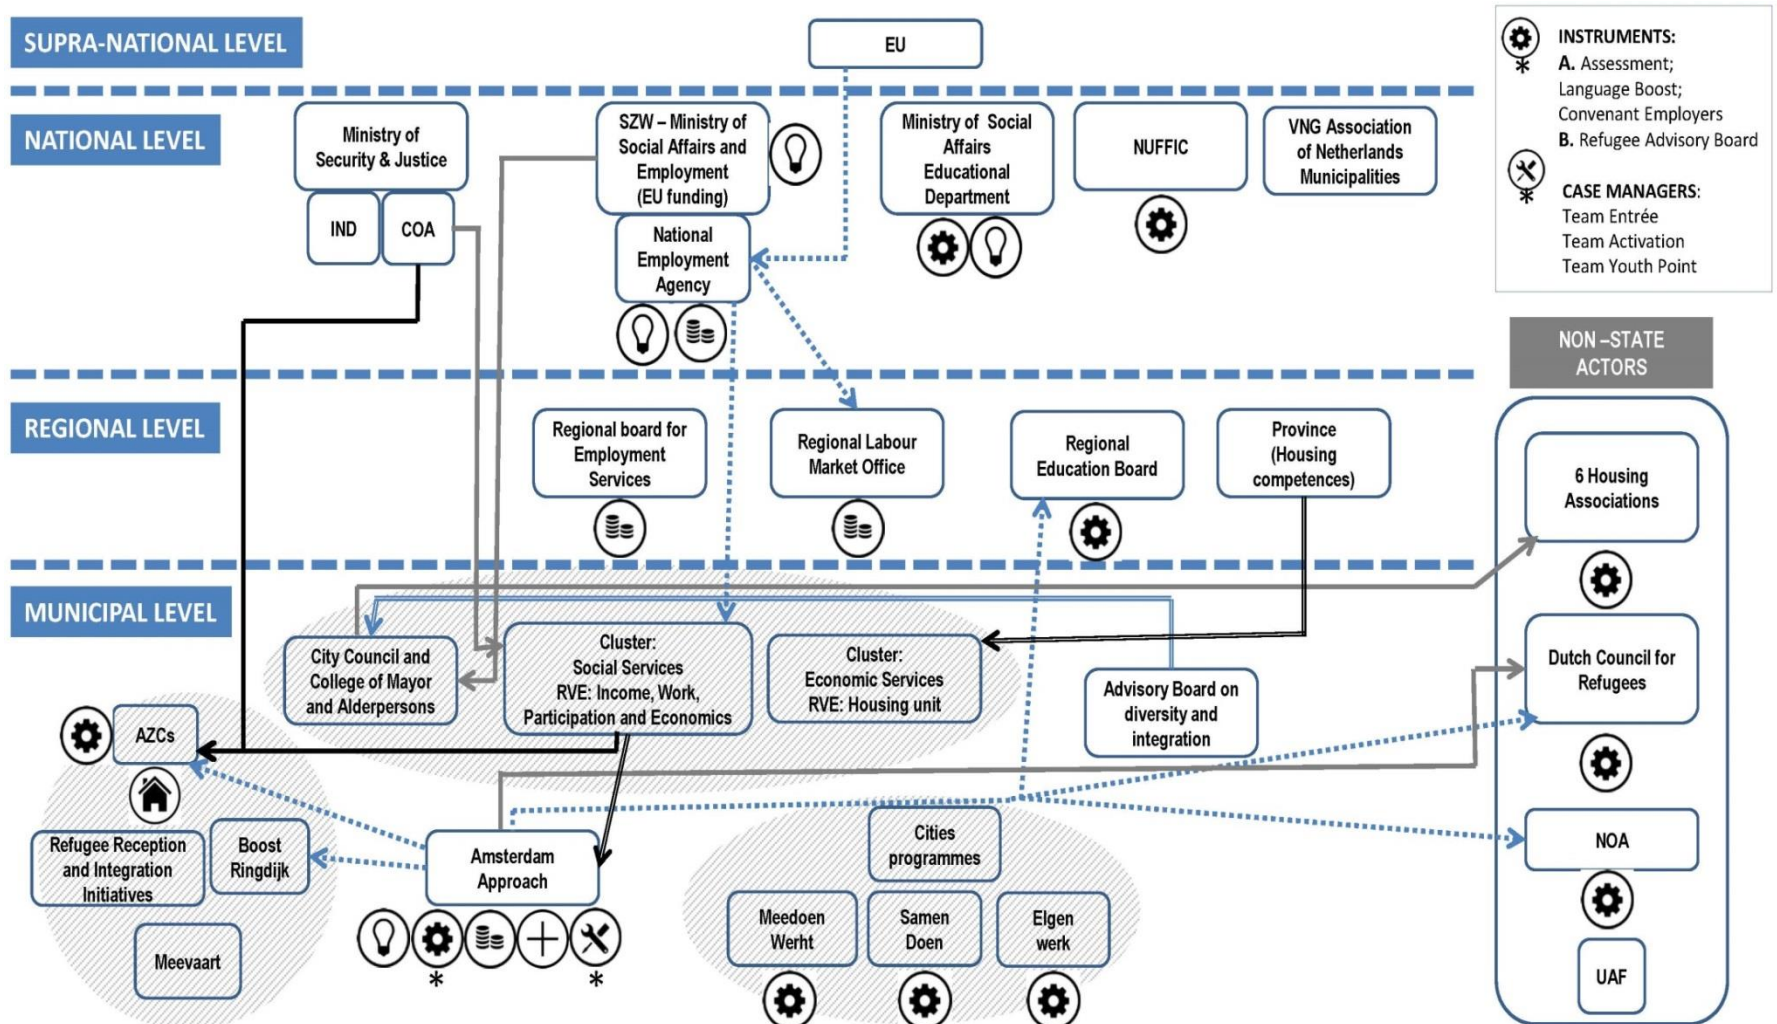 SUPRA-NATIONAL LEVEL
EU
INSTRUMENTS:
*
A. Assessment;
Language Boost;
Convenant Employers
B. Refugee Advisory Board
*
CASE MANAGERS:
Team Entrée
Team Activation
Team Youth Point
NATIONAL LEVEL
Ministry of
Security & Justice
IND
COA
SZW – Ministry of
Social Affairs and
Employment
(EU funding)
National
Employment
Agency
Ministry of Social
Affairs
Educational
Department
NUFFIC
VNG Association
of Netherlands
Municipalities
NON –STATE
ACTORS
REGIONAL LEVEL
Regional board for
Employment
Services
Regional Labour
Market Office
Regional
Education Board
Province
(Housing
competences)
6 Housing
Associations
MUNICIPAL LEVEL
City Council and
College of Mayor
and Alderpersons
Cluster:
Social Services
RVE: Income, Work,
Participation and Economics
Cluster:
Economic Services
RVE: Housing unit
Advisory Board on
diversity and
integration
Dutch Council for
Refugees
AZCs
Refugee Reception
and Integration
Initiatives
Boost
Ringdijk
Meevaart
Amsterdam
Approach
*
*
Cities
programmes
Meedoen
Werht
Samen
Doen
Elgen
werk
NOA
UAF